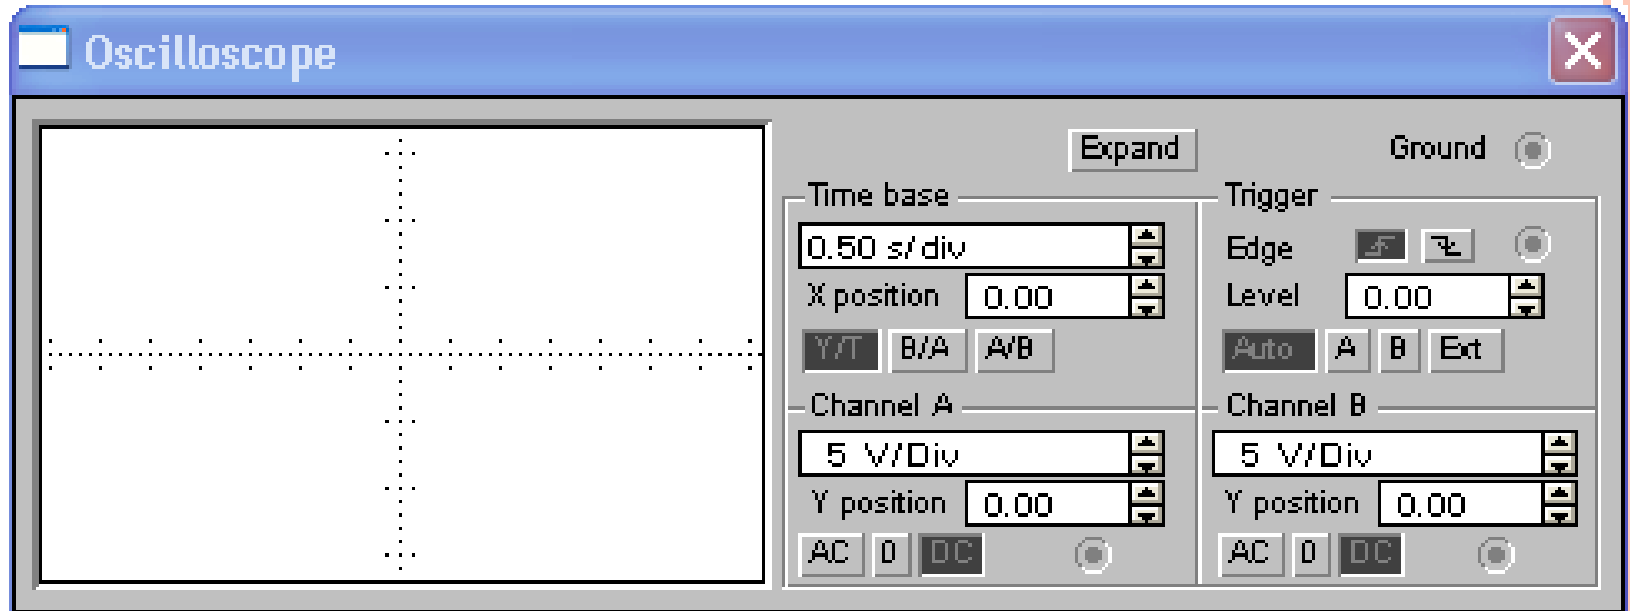 Oscilloscope
Expand Ground
Time base Trigger
0.50 s/div Edge
X position 0.00 Level 0.00
Y/T B/A A/B Auto A B Ext
Channel A Channel B
5 V/Div 5 V/Div
Y position 0.00 Y position 0.00
AC 0 DC AC 0 DC